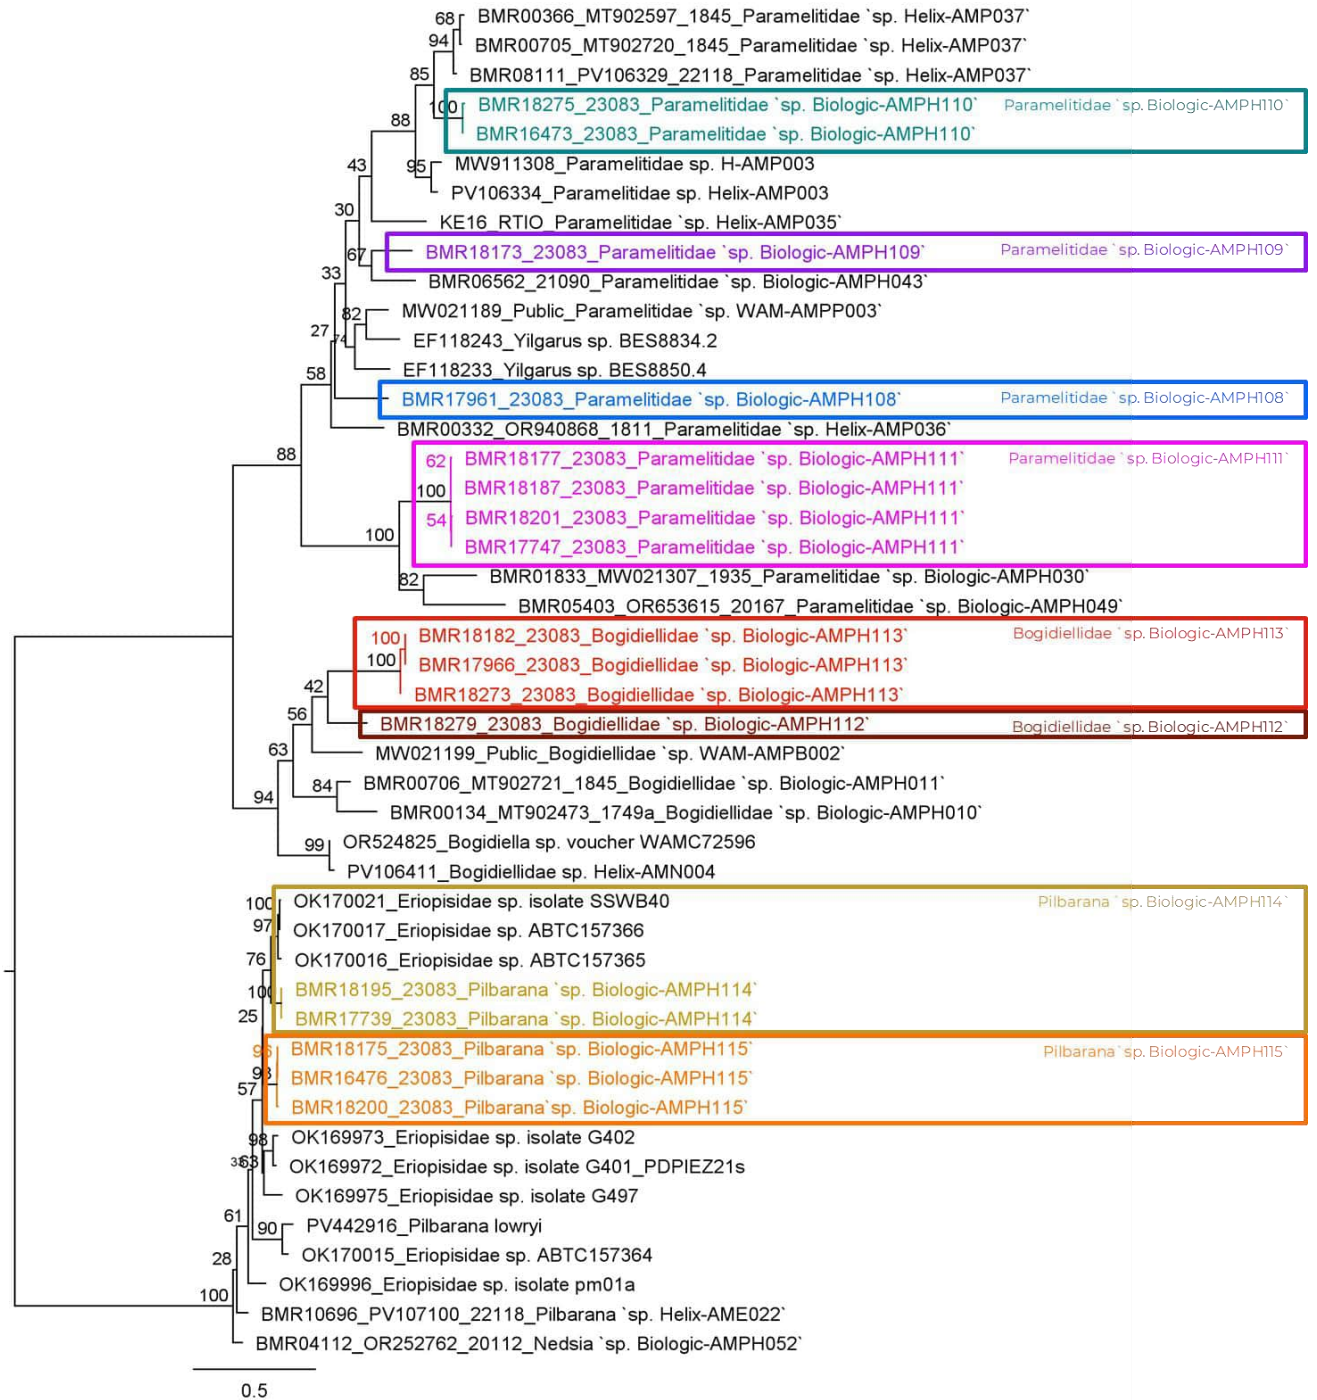 68 BMR00366_MT902597_1845_Paramelitidae `sp. Helix-AMP037`
94 BMR00705_MT902720_1845_Paramelitidae `sp. Helix-AMP037`
85 BMR08111_PV106329_22118_Paramelitidae `sp. Helix-AMP037`
100 BMR18275_23083_Paramelitidae `sp. Biologic-AMPH110` Paramelitidae `sp. Biologic-AMPH110`
88 BMR16473_23083_Paramelitidae `sp. Biologic-AMPH110`
43 95 MW911308_Paramelitidae sp. H-AMP003
PV106334_Paramelitidae sp. Helix-AMP003
30 KE16_RTIO_Paramelitidae `sp. Helix-AMP035`
67 BMR18173_23083_Paramelitidae `sp. Biologic-AMPH109` Paramelitidae `sp. Biologic-AMPH109`
33 BMR06562_21090_Paramelitidae `sp. Biologic-AMPH043`
82 MW021189_Public_Paramelitidae `sp. WAM-AMPP003`
27 74 EF118243_Yilgarus sp. BES8834.2
58 EF118233_Yilgarus sp. BES8850.4
BMR17961_23083_Paramelitidae `sp. Biologic-AMPH108` Paramelitidae `sp. Biologic-AMPH108`
BMR00332_OR940868_1811_Paramelitidae `sp. Helix-AMP036`
88 62 BMR18177_23083_Paramelitidae `sp. Biologic-AMPH111` Paramelitidae `sp. Biologic-AMPH111`
100 BMR18187_23083_Paramelitidae `sp. Biologic-AMPH111`
54 BMR18201_23083_Paramelitidae `sp. Biologic-AMPH111`
100 BMR17747_23083_Paramelitidae `sp. Biologic-AMPH111`
82 BMR01833_MW021307_1935_Paramelitidae `sp. Biologic-AMPH030`
BMR05403_OR653615_20167_Paramelitidae `sp. Biologic-AMPH049`
100 BMR18182_23083_Bogidiellidae `sp. Biologic-AMPH113` Bogidiellidae `sp. Biologic-AMPH113`
100 BMR17966_23083_Bogidiellidae `sp. Biologic-AMPH113`
42 BMR18273_23083_Bogidiellidae `sp. Biologic-AMPH113`
56 BMR18279_23083_Bogidiellidae `sp. Biologic-AMPH112` Bogidiellidae `sp. Biologic-AMPH112`
63 MW021199_Public_Bogidiellidae `sp. WAM-AMPB002`
94 84 BMR00706_MT902721_1845_Bogidiellidae `sp. Biologic-AMPH011`
BMR00134_MT902473_1749a_Bogidiellidae `sp. Biologic-AMPH010`
99 OR524825_Bogidiella sp. voucher WAMC72596
PV106411_Bogidiellidae sp. Helix-AMN004
100 OK170021_Eriopisidae sp. isolate SSWB40 Pilbarana `sp. Biologic-AMPH114`
97 OK170017_Eriopisidae sp. ABTC157366
76 OK170016_Eriopisidae sp. ABTC157365
100 BMR18195_23083_Pilbarana `sp. Biologic-AMPH114`
25 BMR17739_23083_Pilbarana `sp. Biologic-AMPH114`
96 BMR18175_23083_Pilbarana `sp. Biologic-AMPH115` Pilbarana `sp. Biologic-AMPH115`
57 BMR16476_23083_Pilbarana `sp. Biologic-AMPH115`
BMR18200_23083_Pilbarana`sp. Biologic-AMPH115`
98 OK169973_Eriopisidae sp. isolate G402
63 OK169972_Eriopisidae sp. isolate G401_PDPIEZ21s
OK169975_Eriopisidae sp. isolate G497
61 90 PV442916_Pilbarana lowryi
28 OK170015_Eriopisidae sp. ABTC157364
100 OK169996_Eriopisidae sp. isolate pm01a
BMR10696_PV107100_22118_Pilbarana `sp. Helix-AME022`
BMR04112_OR252762_20112_Nedsia `sp. Biologic-AMPH052`
0.5